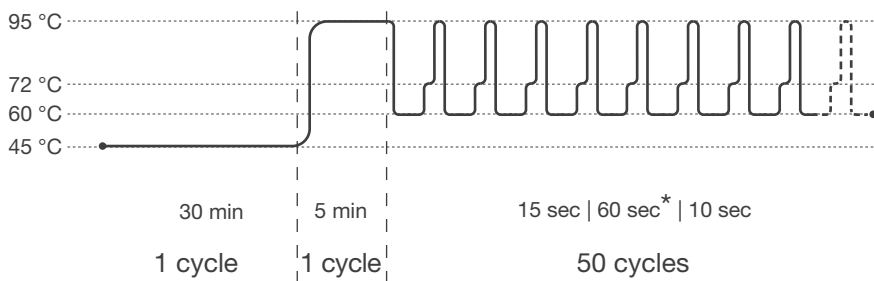 95 °C
72 °C
60 °C
45 °C
30 min
5 min
15 sec | 60 sec* | 10 sec
1 cycle
1 cycle
50 cycles